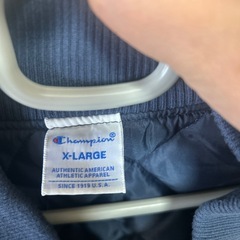 Champion
X-LARGE
AUTHENTIC AMERICAN
ATHLETIC APPAREL
SINCE 1919 U.S.A.